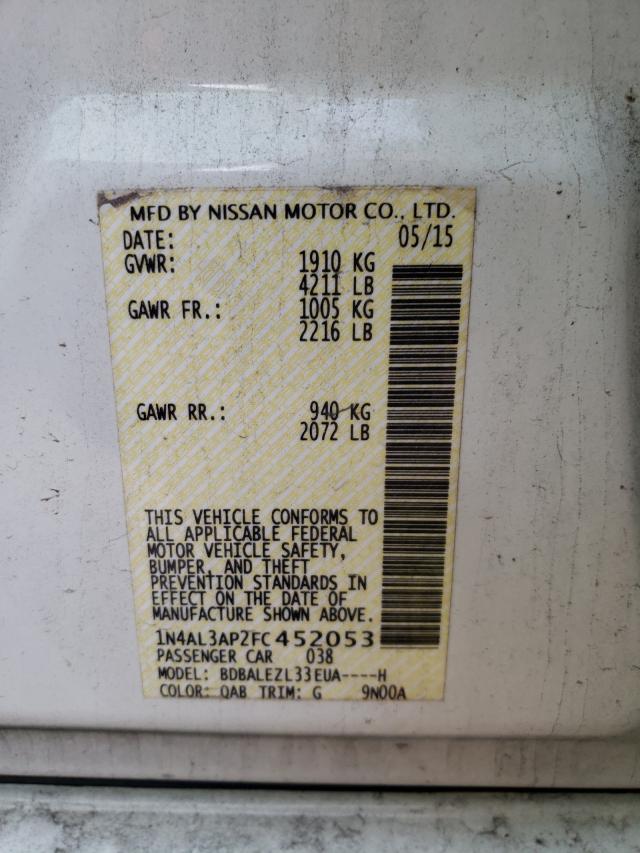 MFD BY NISSAN MOTOR CO., LTD.
DATE: 05/15
GVWR: 1910 KG
4211 LB
GAWR FR.: 1005 KG
2216 LB
GAWR RR.: 940 KG
2072 LB
THIS VEHICLE CONFORMS TO
ALL APPLICABLE FEDERAL
MOTOR VEHICLE SAFETY,
BUMPER, AND THEFT
PREVENTION STANDARDS IN
EFFECT ON THE DATE OF
MANUFACTURE SHOWN ABOVE.
1N4AL3AP2FC452053
PASSENGER CAR 038
MODEL: BDBALEZL33EUA----H
COLOR: QAB TRIM: G 9N00A